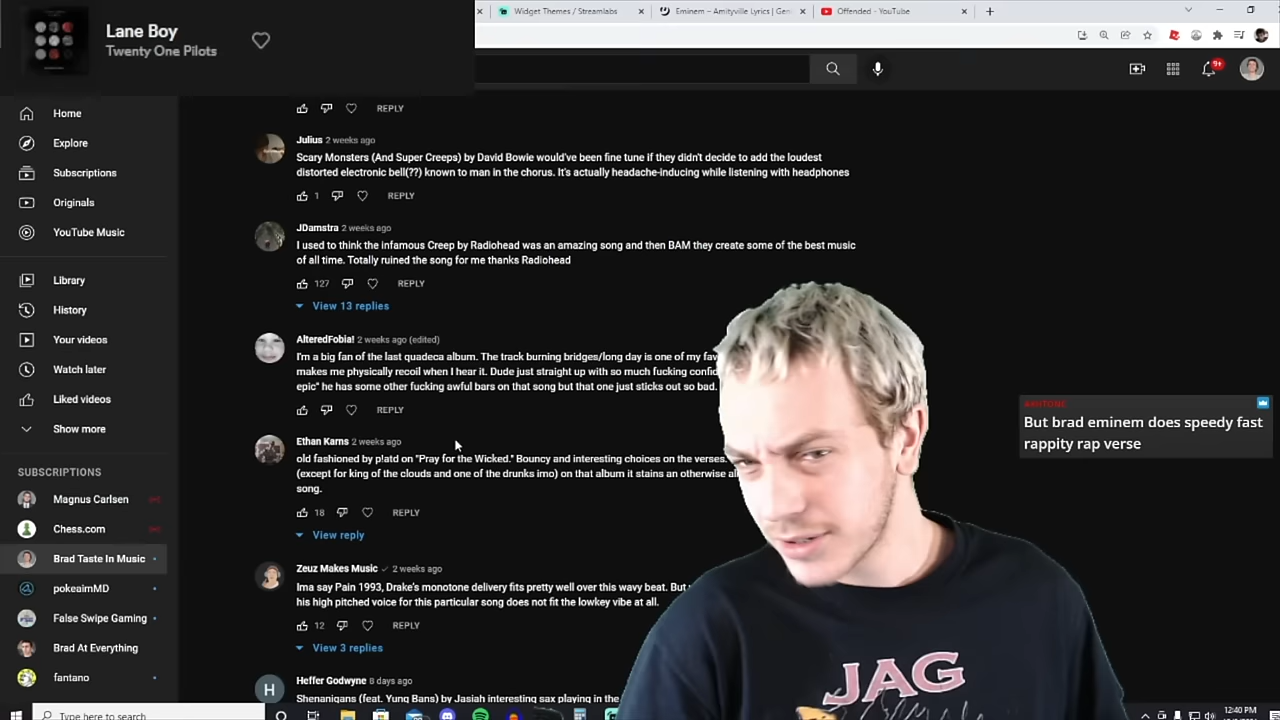 Lane Boy
Twenty One Pilots
Widget Themes / Streamlabs
Eminem – Amityville Lyrics | Gen
Offended - YouTube
9+
Home
Explore
Subscriptions
Originals
YouTube Music
Library
History
Your videos
Watch later
Liked videos
Show more
SUBSCRIPTIONS
Magnus Carlsen
Chess.com
Brad Taste In Music
pokeaimMD
False Swipe Gaming
Brad At Everything
fantano
REPLY
Julius 2 weeks ago
Scary Monsters (And Super Creeps) by David Bowie would've been fine tune if they didn't decide to add the loudest
distorted electronic bell(??) known to man in the chorus. It's actually headache-inducing while listening with headphones
1 REPLY
JDamstra 2 weeks ago
I used to think the infamous Creep by Radiohead was an amazing song and then BAM they create some of the best music
of all time. Totally ruined the song for me thanks Radiohead
127 REPLY
View 13 replies
AlteredFobia! 2 weeks ago (edited)
I'm a big fan of the last quadeca album. The track burning bridges/long day is one of my fav
makes me physically recoil when I hear it. Dude just straight up with so much fucking confid
epic" he has some other fucking awful bars on that song but that one just sticks out so bad.
REPLY
Ethan Karns 2 weeks ago
old fashioned by p!atd on "Pray for the Wicked." Bouncy and interesting choices on the verses.
(except for king of the clouds and one of the drunks imo) on that album it stains an otherwise
song.
18 REPLY
View reply
Zeuz Makes Music 2 weeks ago
Ima say Pain 1993, Drake's monotone delivery fits pretty well over this wavy beat. But
his high pitched voice for this particular song does not fit the lowkey vibe at all.
12 REPLY
View 3 replies
H
Heffer Godwyne 8 days ago
Shenanigans (feat. Yung Bans) by Jasiah interesting sax playing in the
But brad eminem does speedy fast
rappity rap verse
JAG
Type here to search
12:40 PM